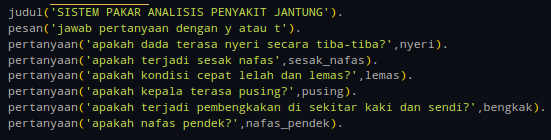 judul('SISTEM PAKAR ANALISIS PENYAKIT JANTUNG').
pesan('jawab pertanyaan dengan y atau t').
pertanyaan('apakah dada terasa nyeri secara tiba-tiba?',nyeri).
pertanyaan('apakah terjadi sesak nafas',sesak_nafas).
pertanyaan('apakah kondisi cepat lelah dan lemas?',lemas).
pertanyaan('apakah kepala terasa pusing?',pusing).
pertanyaan('apakah terjadi pembengkakan di sekitar kaki dan sendi?',bengkak).
pertanyaan('apakah nafas pendek?',nafas_pendek).